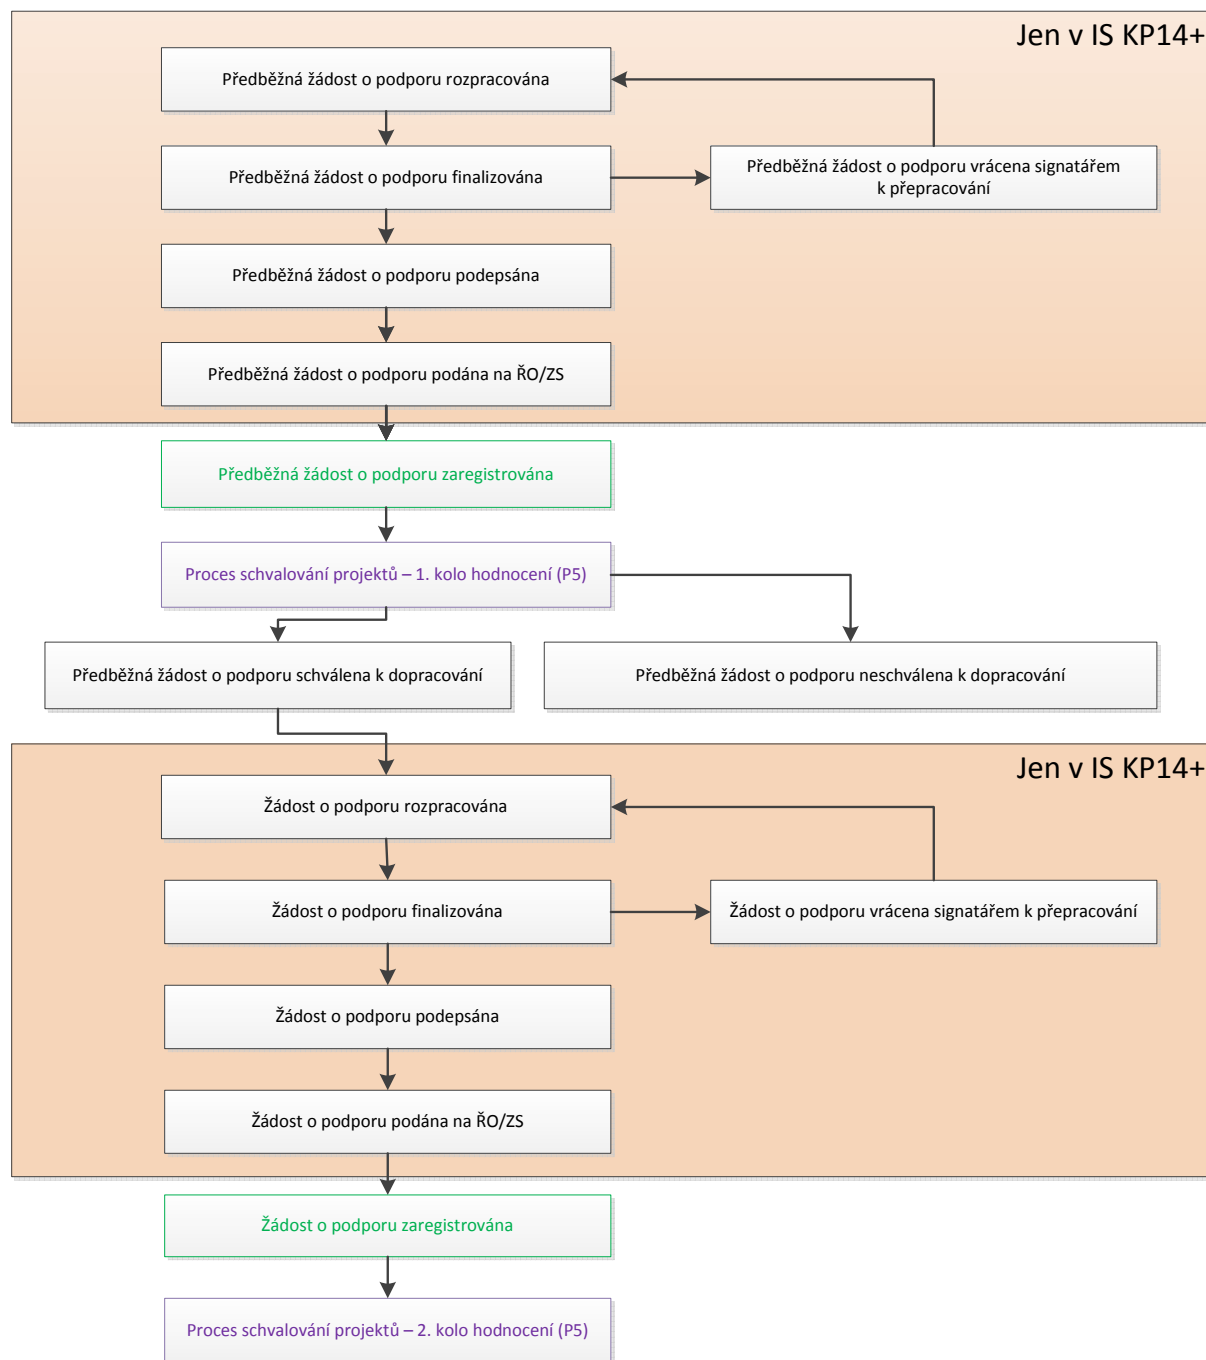 Jen v IS KP14+
Předběžná žádost o podporu rozpracována
Předběžná žádost o podporu finalizována
Předběžná žádost o podporu vrácena signatářem
k přepracování
Předběžná žádost o podporu podepsána
Předběžná žádost o podporu podána na ŘO/ZS
Předběžná žádost o podporu zaregistrována
Proces schvalování projektů – 1. kolo hodnocení (P5)
Předběžná žádost o podporu schválena k dopracování
Předběžná žádost o podporu neschválena k dopracování
Jen v IS KP14+
Žádost o podporu rozpracována
Žádost o podporu finalizována
Žádost o podporu vrácena signatářem k přepracování
Žádost o podporu podepsána
Žádost o podporu podána na ŘO/ZS
Žádost o podporu zaregistrována
Proces schvalování projektů – 2. kolo hodnocení (P5)